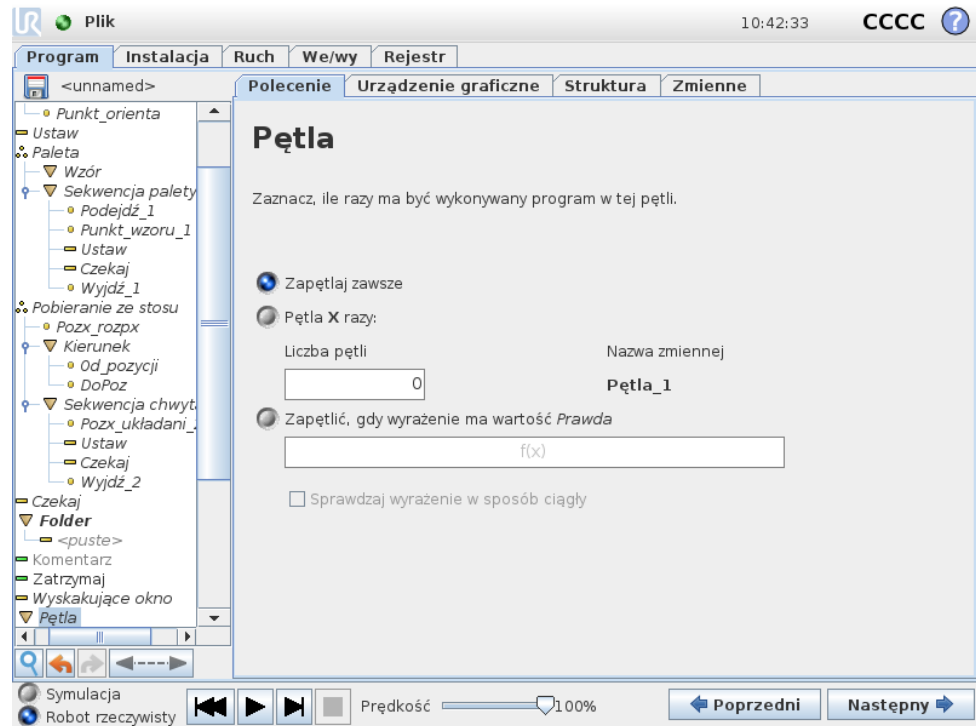 UR Plik 10:42:33 CCCC ?
Program Instalacja Ruch We/wy Rejestr
<unnamed>
Polecenie Urządzenie graficzne Struktura Zmienne
Punkt_orienta
Ustaw
Paleta
Wzór
Sekwencja palety
Podejdź_1
Punkt_wzoru_1
Ustaw
Czekaj
Wyjdź_1
Pobieranie ze stosu
Pozx_rozpx
Kierunek
Od_pozycji
DoPoz
Sekwencja chwyt
Pozx_układani_
Ustaw
Czekaj
Wyjdź_2
Czekaj
Folder
<puste>
Komentarz
Zatrzymaj
Wyskakujące okno
Pętla
Pętla
Zaznacz, ile razy ma być wykonywany program w tej pętli.
Zapętlaj zawsze
Pętla X razy:
Liczba pętli Nazwa zmiennej
0 Pętla_1
Zapętlić, gdy wyrażenie ma wartość Prawda
f(x)
Sprawdzaj wyrażenie w sposób ciągły
Symulacja
Robot rzeczywisty
Prędkość 100%
Poprzedni Następny